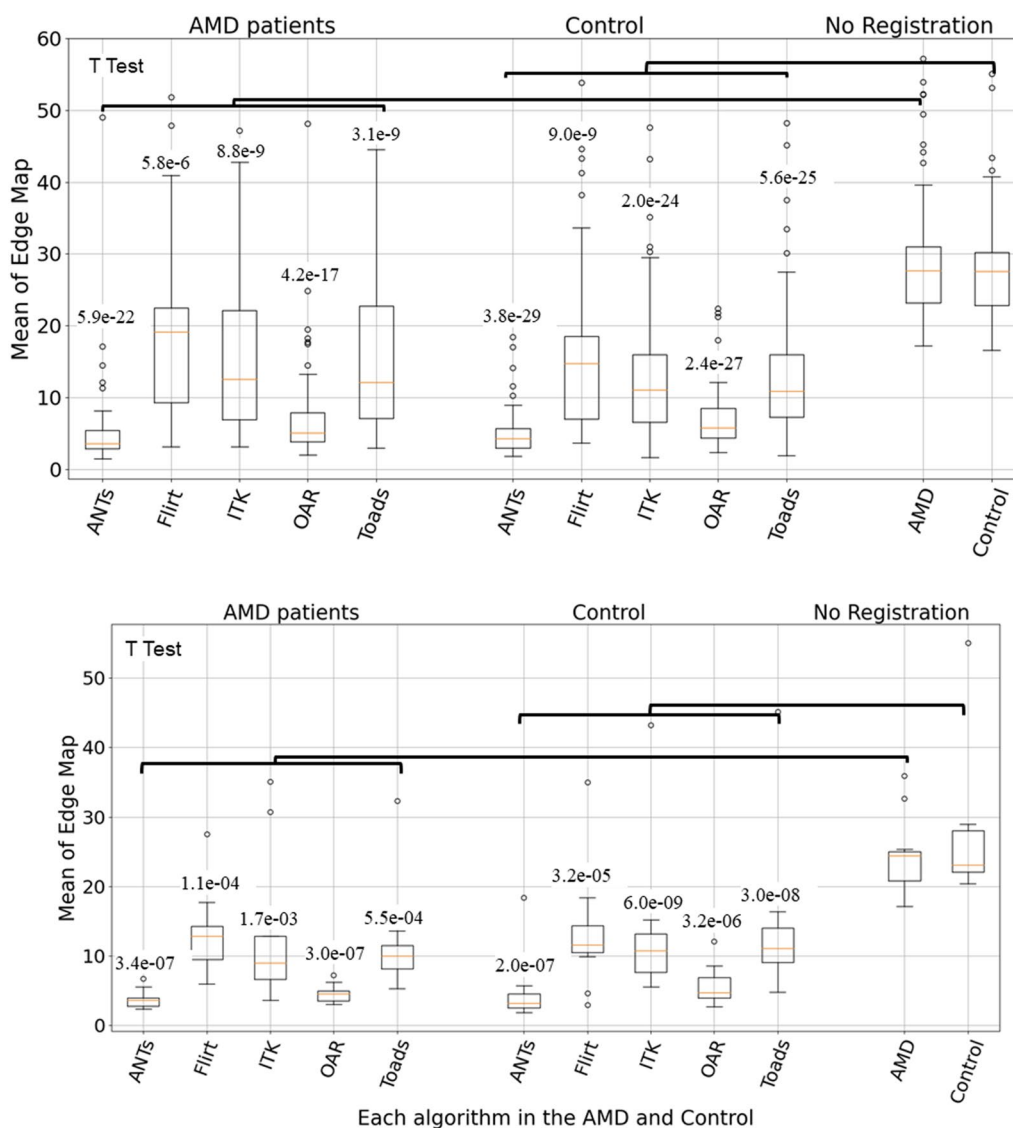 AMD patients Control No Registration
60
T Test
50
9.0e-9
3.1e-9
5.8e-6 8.8e-9
5.6e-25
40
2.0e-24
Mean of Edge Map
30
4.2e-17
5.9e-22 3.8e-29
20
2.4e-27
10
0
ANTs Flirt ITK OAR Toads ANTs Flirt ITK OAR Toads AMD Control
AMD patients Control No Registration
T Test
50
40
Mean of Edge Map
30
20
1.1e-04 3.2e-05
1.7e-03 5.5e-04 6.0e-09 3.2e-06 3.0e-08
10
3.4e-07 3.0e-07 2.0e-07
0
ANTs Flirt ITK OAR Toads ANTs Flirt ITK OAR Toads AMD Control
Each algorithm in the AMD and Control